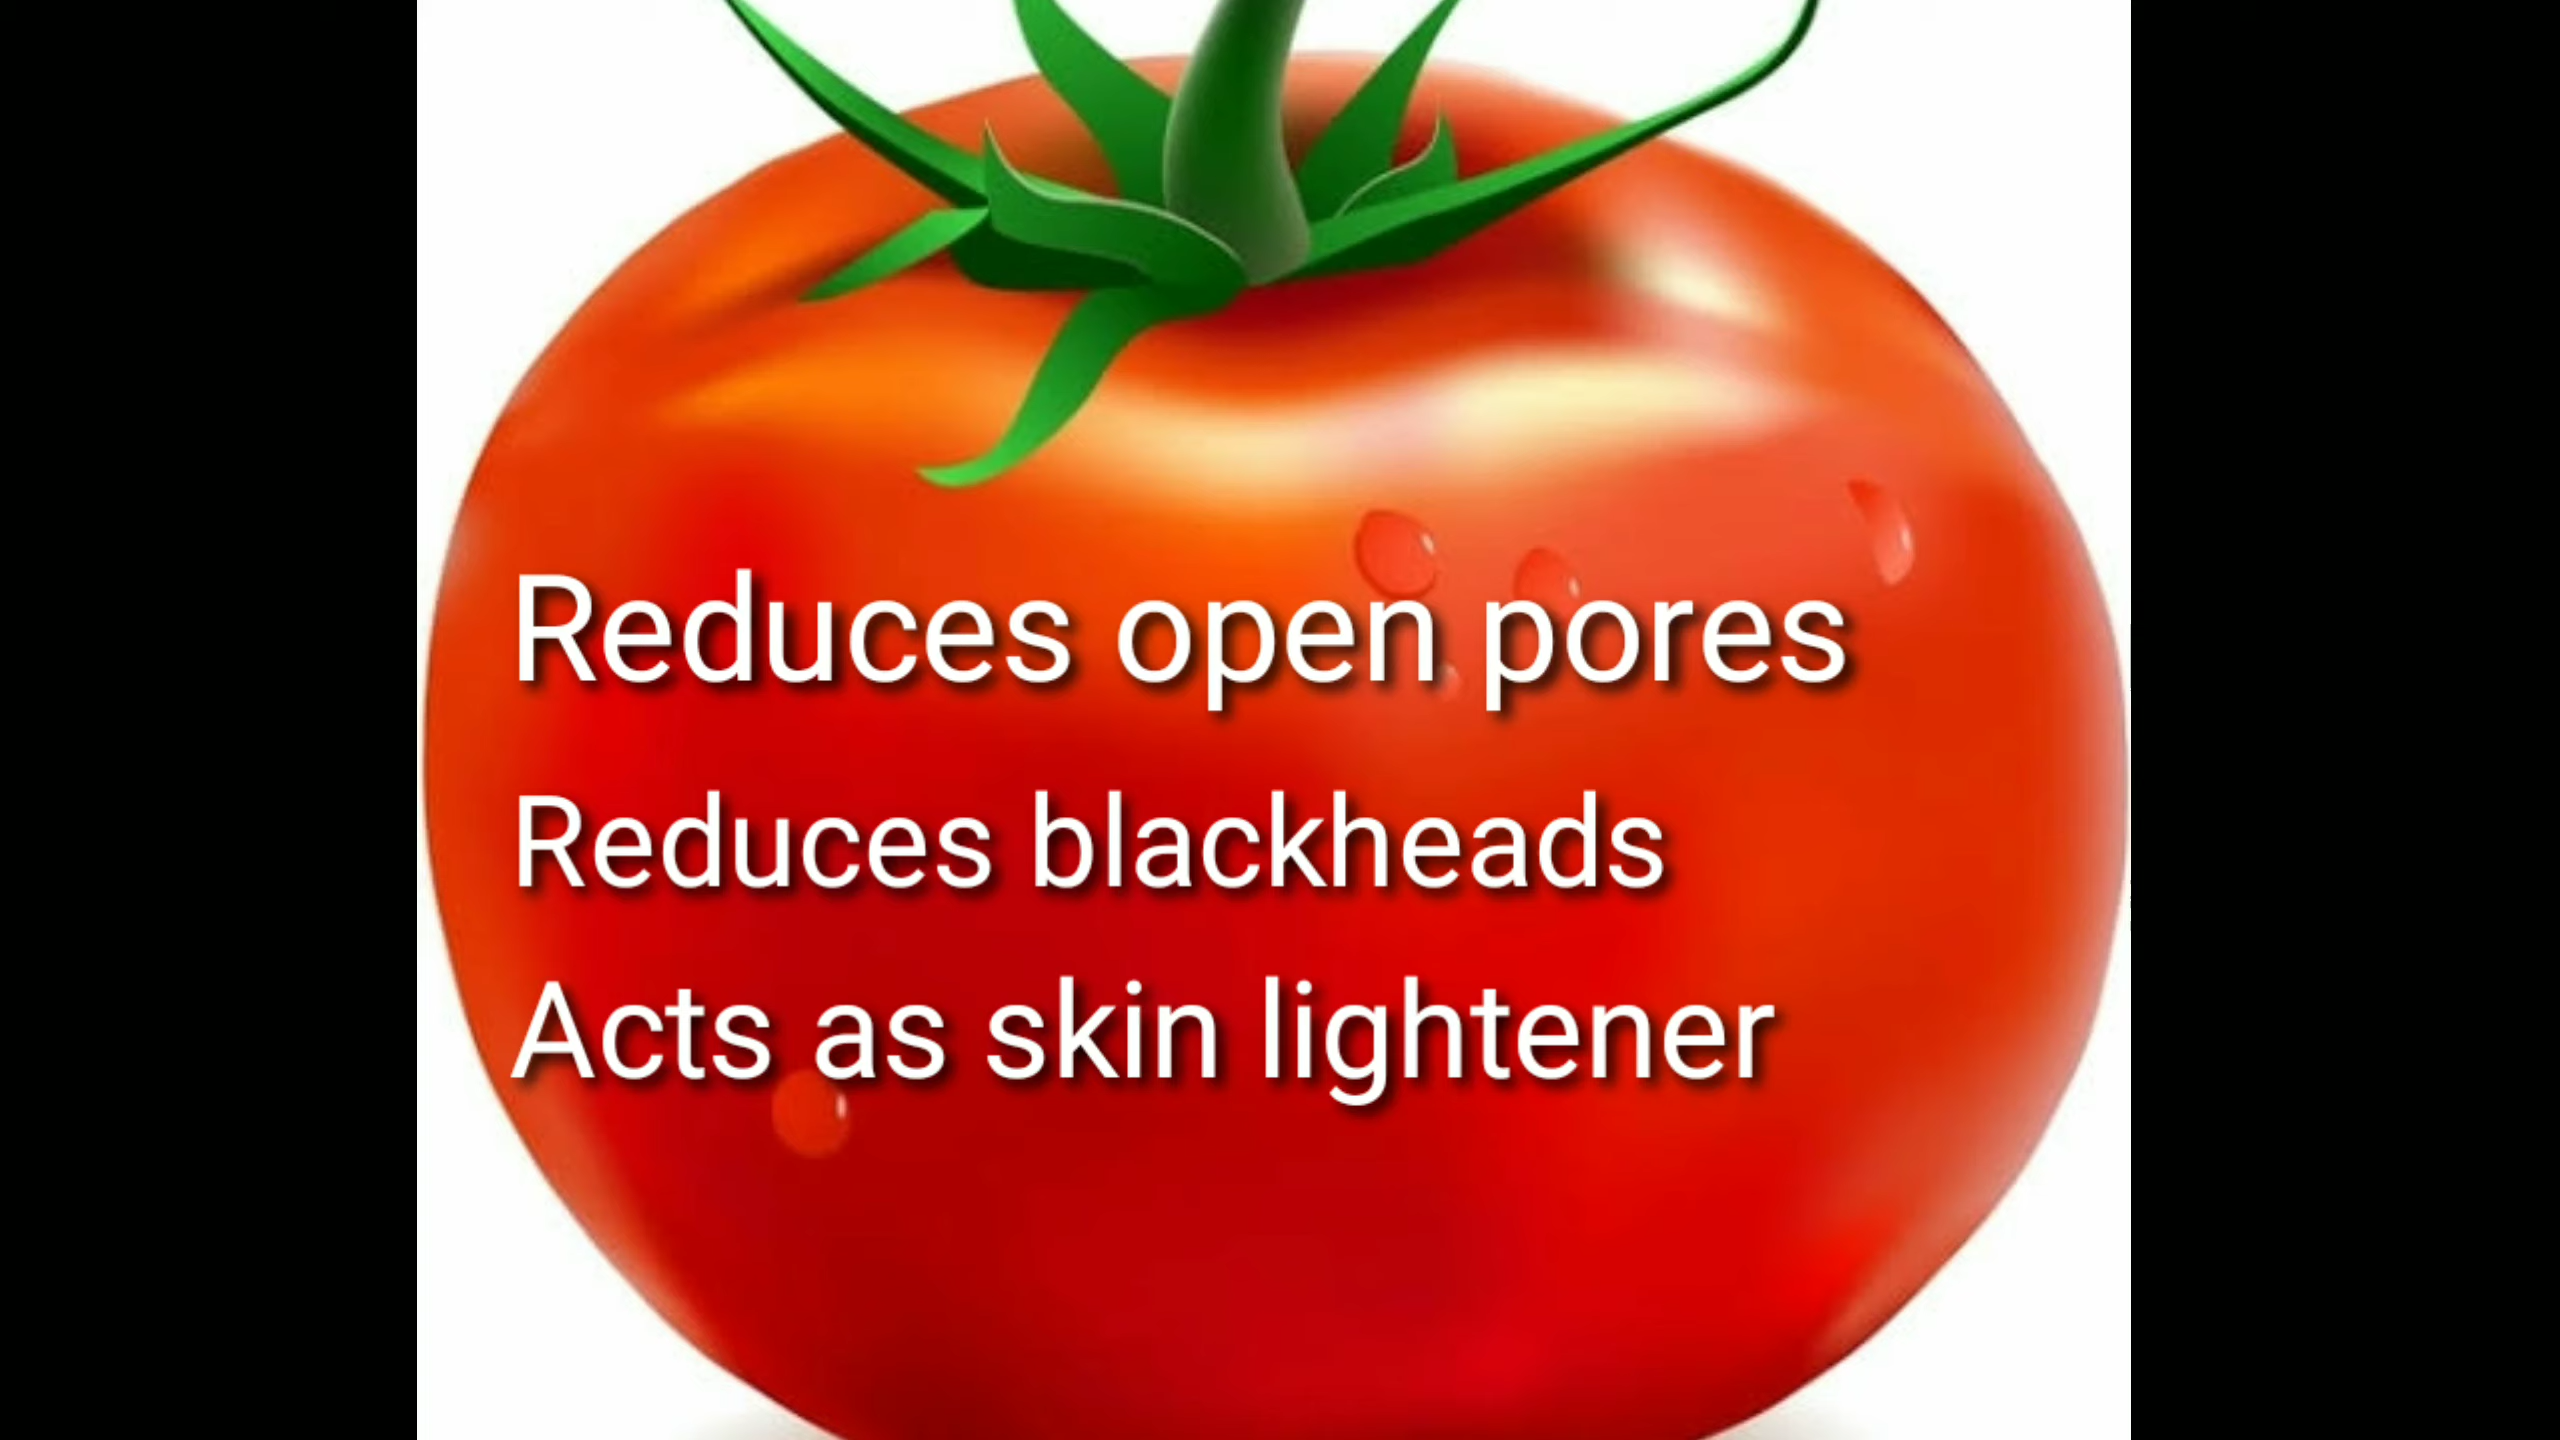 Reduces open pores
Reduces blackheads
Acts as skin lightener